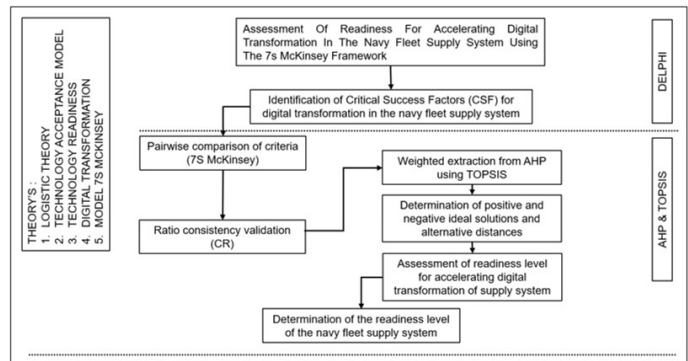 Assessment Of Readiness For Accelerating Digital
Transformation In The Navy Fleet Supply System Using
The 7s McKinsey Framework
Identification of Critical Success Factors (CSF) for
digital transformation in the navy fleet supply system
DELPHI
THEORY'S :
1. LOGISTIC THEORY
2. TECHNOLOGY ACCEPTANCE MODEL
3. TECHNOLOGY READINESS
4. DIGITAL TRANSFORMATION
5. MODEL 7S MCKINSEY
Pairwise comparison of criteria
(7S McKinsey)
Ratio consistency validation
(CR)
Weighted extraction from AHP
using TOPSIS
Determination of positive and
negative ideal solutions and
alternative distances
Assessment of readiness level
for accelerating digital
transformation of supply system
Determination of the readiness level
of the navy fleet supply system
AHP & TOPSIS